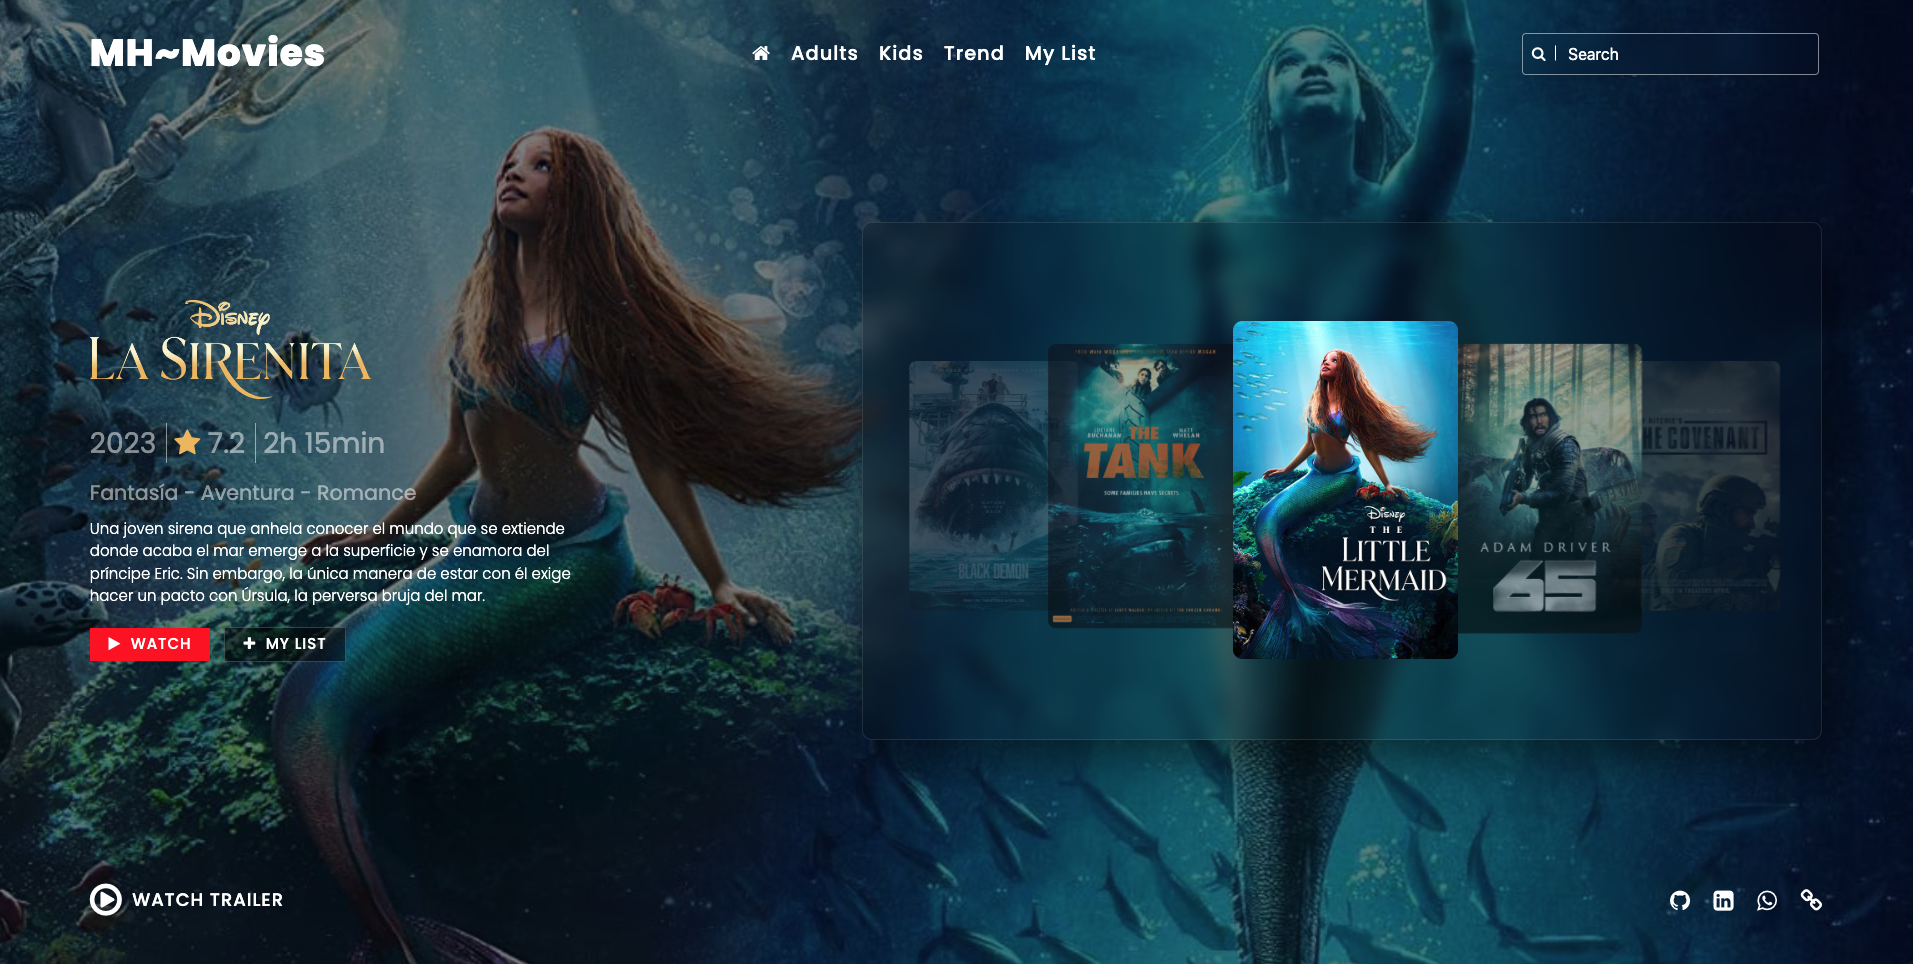 MH~Movies
Adults
Kids
Trend
My List
Search
Disney
LA SIRENITA
2023
7.2
2h 15min
Fantasía - Aventura - Romance
Una joven sirena que anhela conocer el mundo que se extiende
donde acaba el mar emerge a la superficie y se enamora del
príncipe Eric. Sin embargo, la única manera de estar con él exige
hacer un pacto con Úrsula, la perversa bruja del mar.
WATCH
MY LIST
BLACK DEMON
BUCHANAN
MATT WHELAN
THE
TANK
SOME FAMILIES HAVE SECRETS
Disney
THE
LITTLE
MERMAID
ADAM DRIVER
65
THE COVENANT
WATCH TRAILER
in